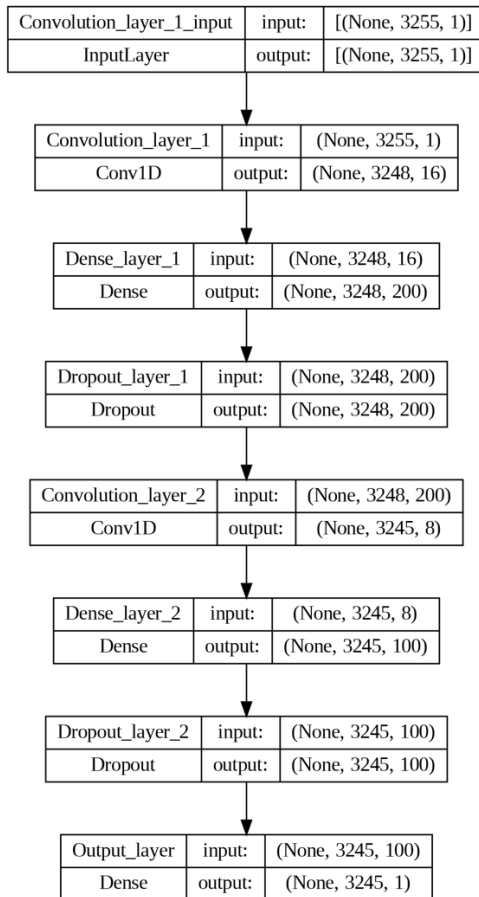 Convolution_layer_1_input input: [(None, 3255, 1)]
InputLayer output: [(None, 3255, 1)]
Convolution_layer_1 input: (None, 3255, 1)
Conv1D output: (None, 3248, 16)
Dense_layer_1 input: (None, 3248, 16)
Dense output: (None, 3248, 200)
Dropout_layer_1 input: (None, 3248, 200)
Dropout output: (None, 3248, 200)
Convolution_layer_2 input: (None, 3248, 200)
Conv1D output: (None, 3245, 8)
Dense_layer_2 input: (None, 3245, 8)
Dense output: (None, 3245, 100)
Dropout_layer_2 input: (None, 3245, 100)
Dropout output: (None, 3245, 100)
Output_layer input: (None, 3245, 100)
Dense output: (None, 3245, 1)